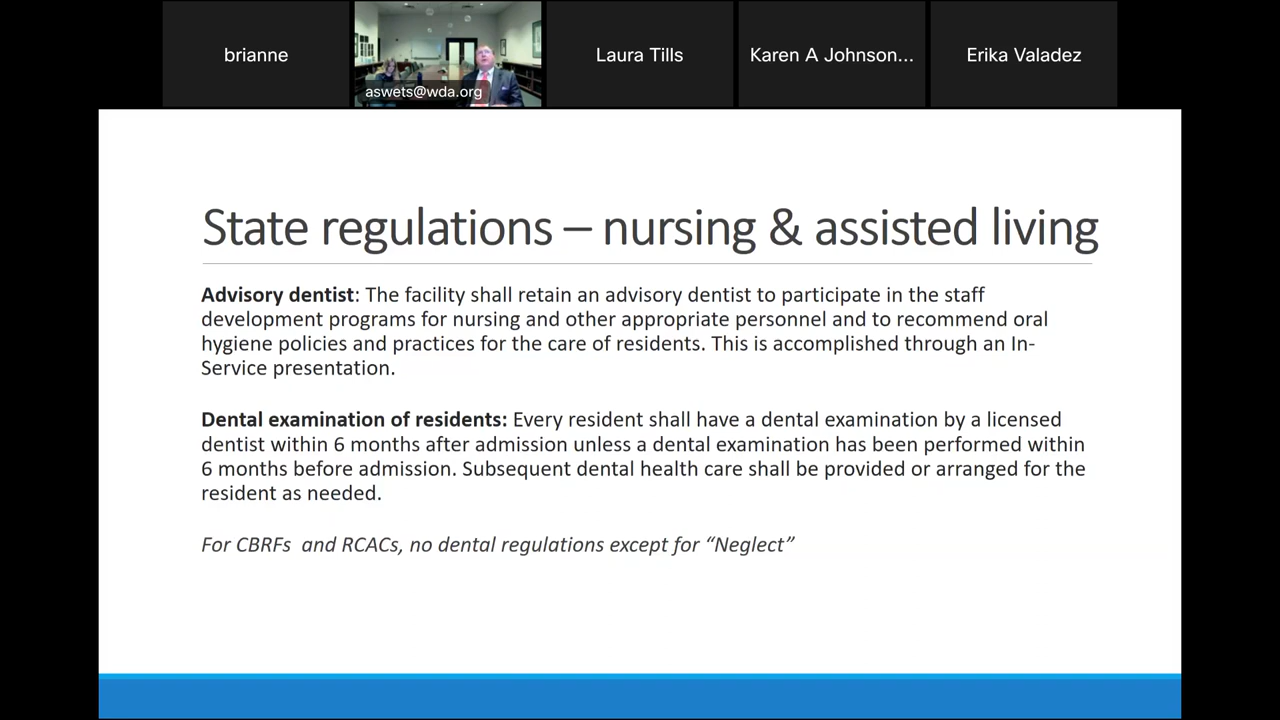 brianne
aswets@wda.org
Laura Tills
Karen A Johnson...
Erika Valadez
State regulations – nursing & assisted living
Advisory dentist: The facility shall retain an advisory dentist to participate in the staff
development programs for nursing and other appropriate personnel and to recommend oral
hygiene policies and practices for the care of residents. This is accomplished through an In-
Service presentation.
Dental examination of residents: Every resident shall have a dental examination by a licensed
dentist within 6 months after admission unless a dental examination has been performed within
6 months before admission. Subsequent dental health care shall be provided or arranged for the
resident as needed.
For CBRFs  and RCACs, no dental regulations except for “Neglect”